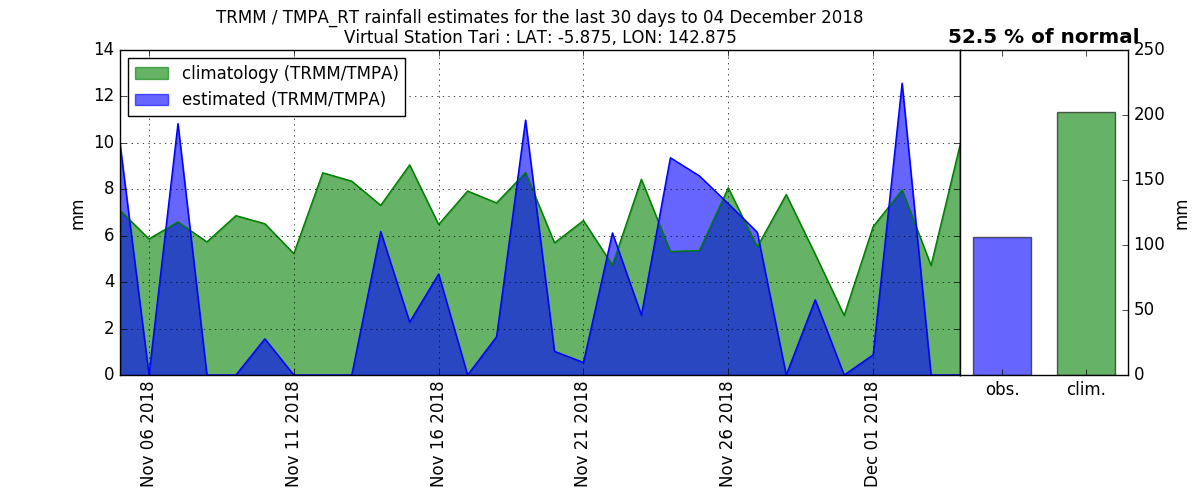 TRMM / TMPA_RT rainfall estimates for the last 30 days to 04 December 2018
Virtual Station Tari : LAT: -5.875, LON: 142.875
52.5 % of normal
climatology (TRMM/TMPA)
estimated (TRMM/TMPA)
mm
14
12
10
8
6
4
2
0
Nov 06 2018
Nov 11 2018
Nov 16 2018
Nov 21 2018
Nov 26 2018
Dec 01 2018
250
200
150
100
50
0
mm
obs.
clim.